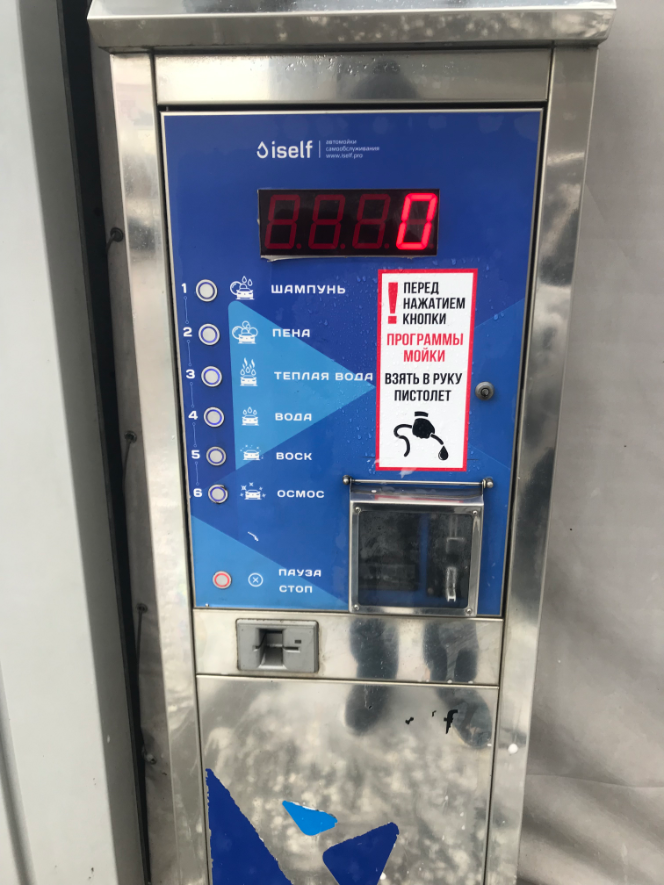 iself
автомойки
самообслуживания
www.iself.pro
0
1 ШАМПУНЬ
2 ПЕНА
3 ТЕПЛАЯ ВОДА
4 ВОДА
5 ВОСК
6 ОСМОС
ПАУЗА
СТОП
! ПЕРЕД
НАЖАТИЕМ
КНОПКИ
ПРОГРАММЫ
МОЙКИ
ВЗЯТЬ В РУКУ
ПИСТОЛЕТ